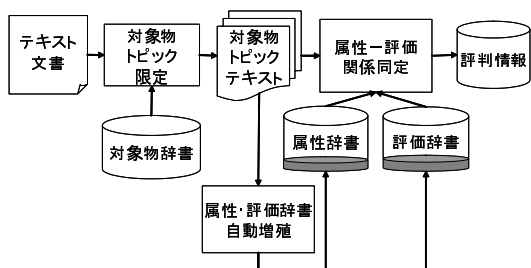 テキスト
文書
対象物
トピック
限定
対象物
トピック
テキスト
属性ー評価
関係同定
評判情報
対象物辞書
属性辞書
評価辞書
属性・評価辞書
自動増殖